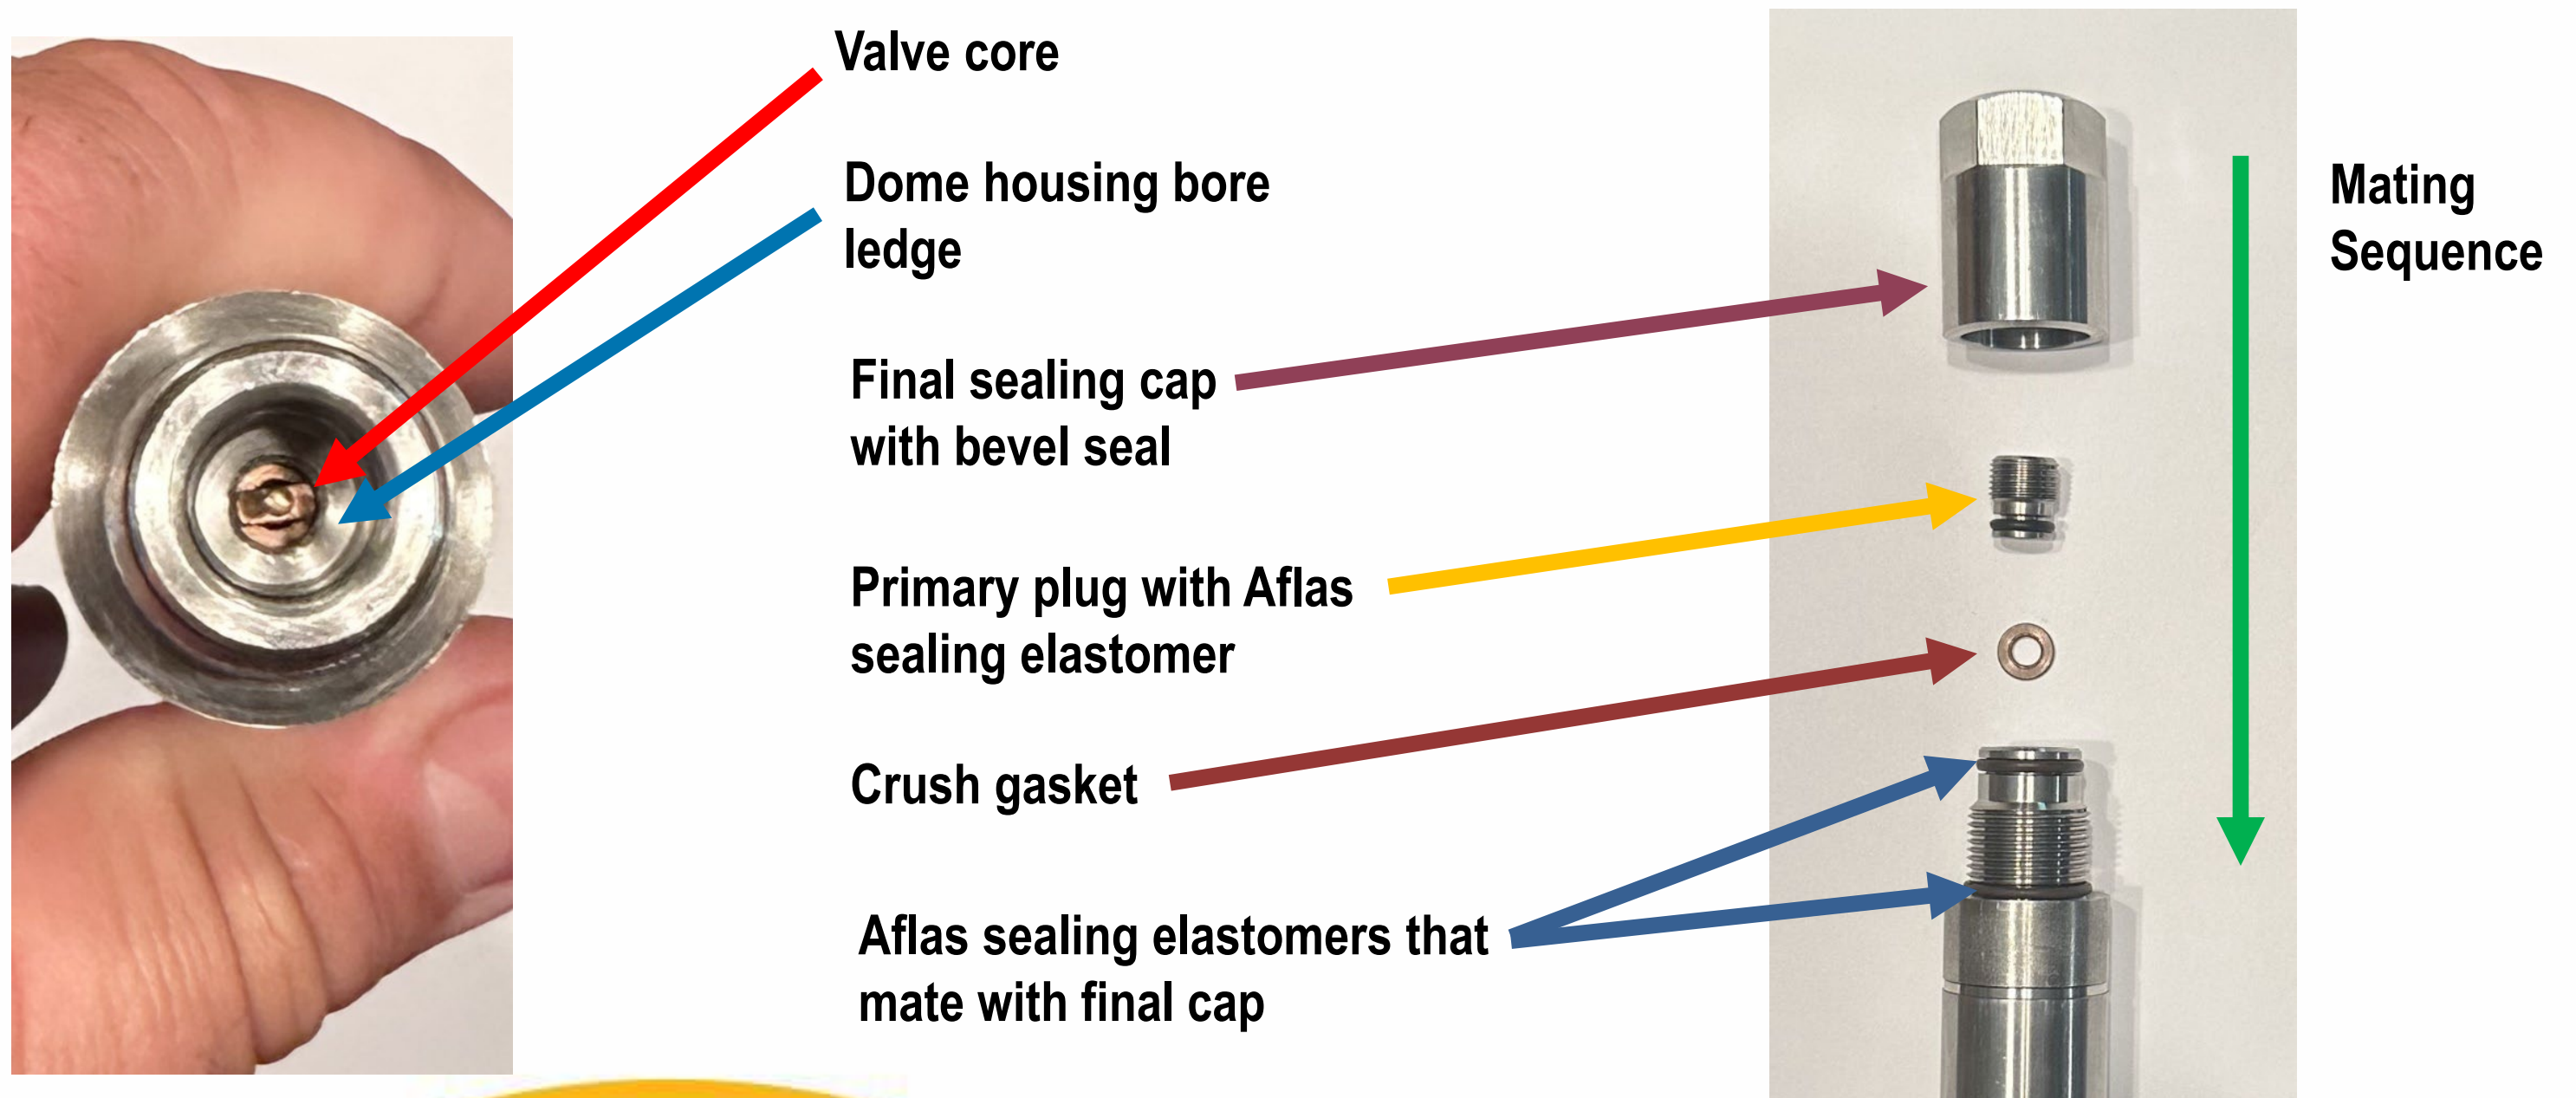 Valve core
Dome housing bore
ledge
Final sealing cap
with bevel seal
Primary plug with Aflas
sealing elastomer
Crush gasket
Aflas sealing elastomers that
mate with final cap
Mating
Sequence